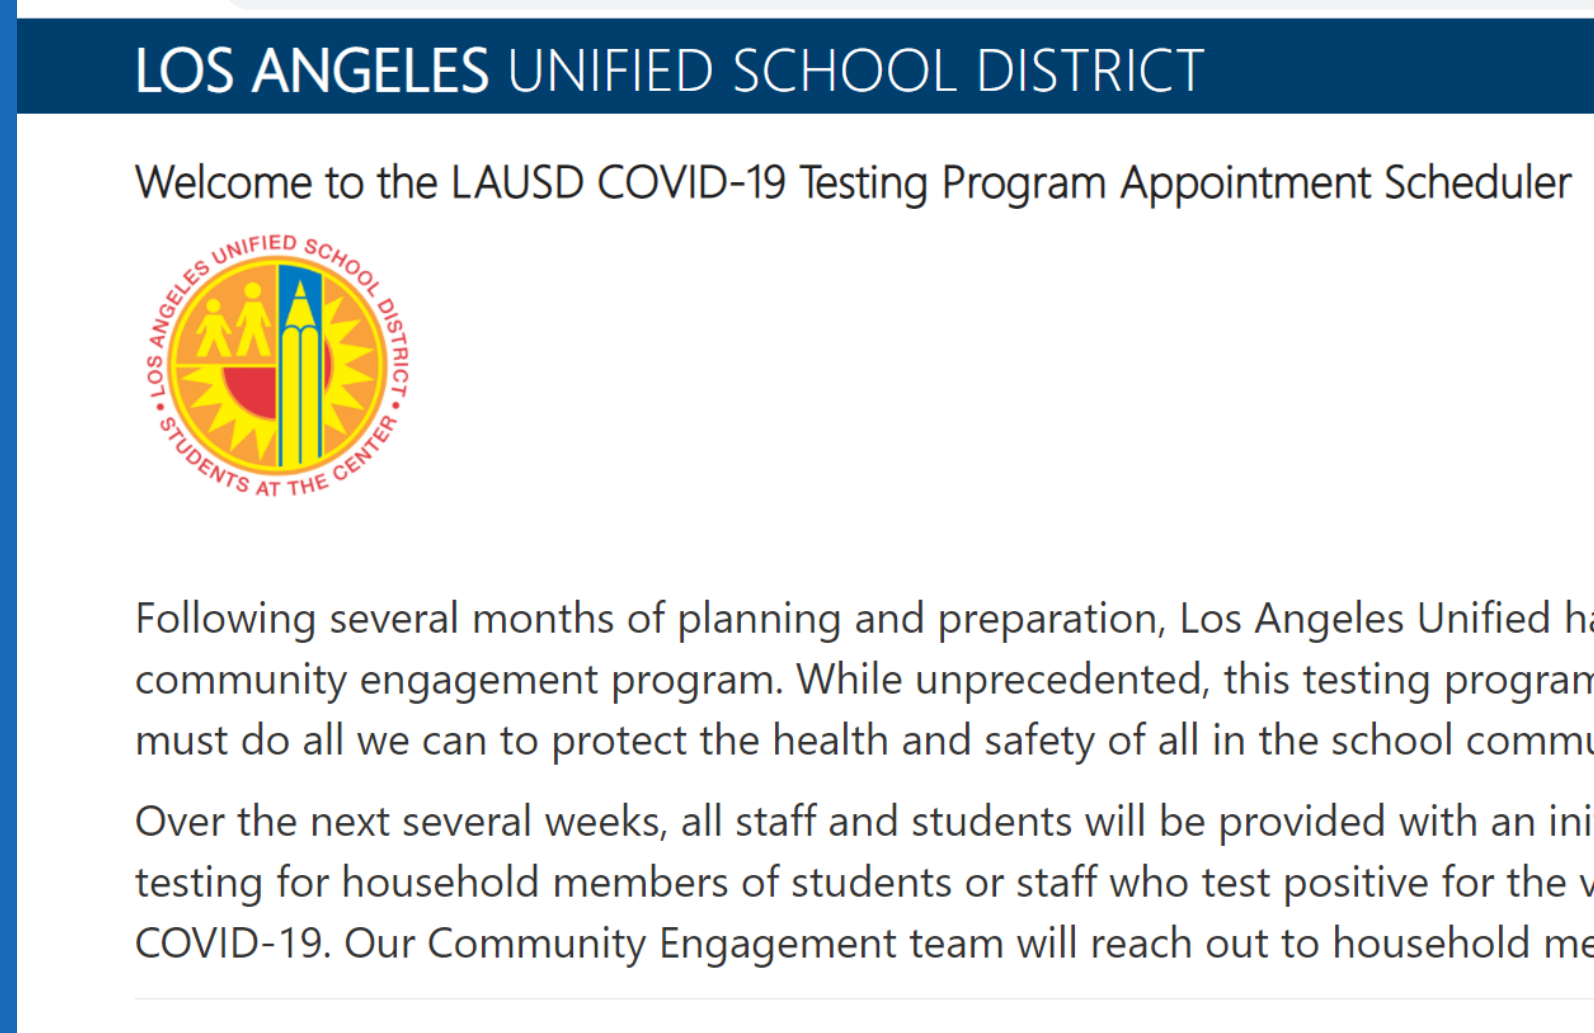 LOS ANGELES UNIFIED SCHOOL DISTRICT
Welcome to the LAUSD COVID-19 Testing Program Appointment Scheduler
LOS ANGELES UNIFIED SCHOOL DISTRICT •
STUDENTS AT THE CENTER •
Following several months of planning and preparation, Los Angeles Unified
community engagement program. While unprecedented, this testing program
must do all we can to protect the health and safety of all in the school
Over the next several weeks, all staff and students will be provided with an
testing for household members of students or staff who test positive for the
COVID-19. Our Community Engagement team will reach out to household